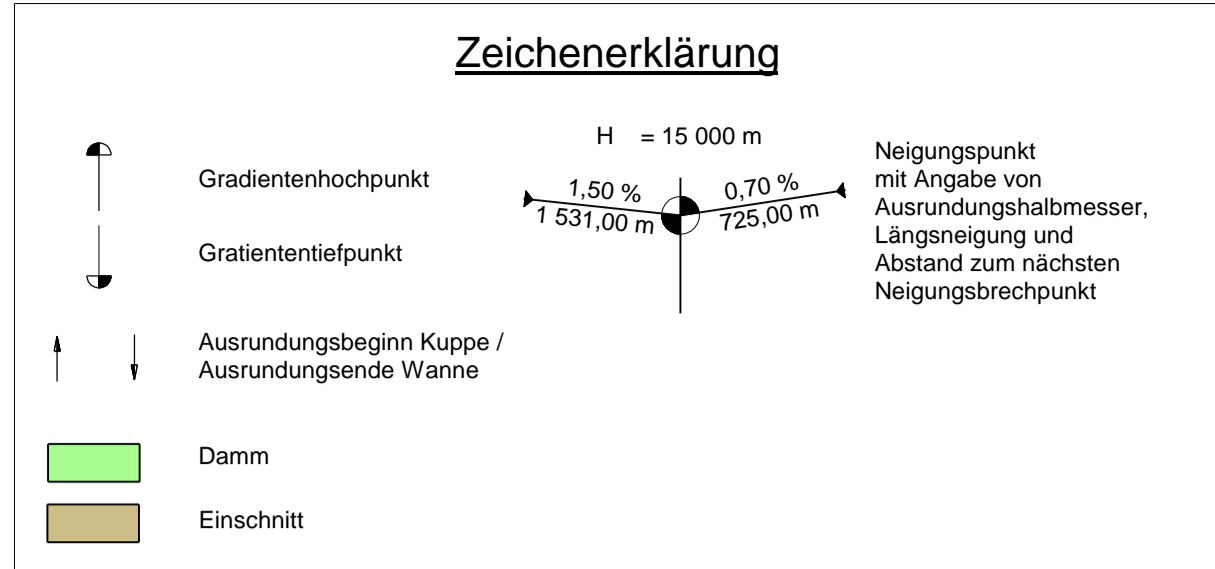 Zeichenerklärung
Gradientenhochpunkt
Gratiententiefpunkt
Ausrundungsbeginn Kuppe /
Ausrundungsende Wanne
Damm
Einschnitt
H = 15 000 m
1,50 %
1 531,00 m
0,70 %
725,00 m
Neigungspunkt
mit Angabe von
Ausrundungshalbmesser,
Längsneigung und
Abstand zum nächsten
Neigungsbrechpunkt